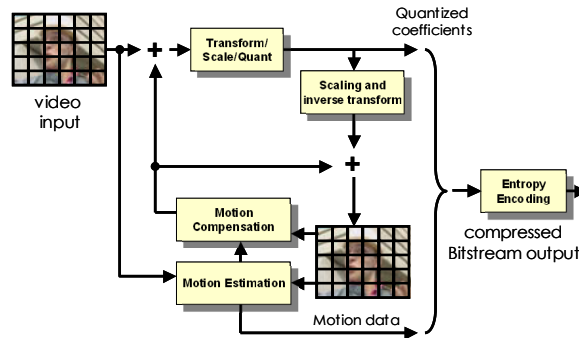 Quantized
coefficients
Transform/
Scale/Quant
+
video
input
Scaling and
inverse transform
+
Entropy
Encoding
Motion
Compensation
compressed
Bitstream output
Motion Estimation
Motion data